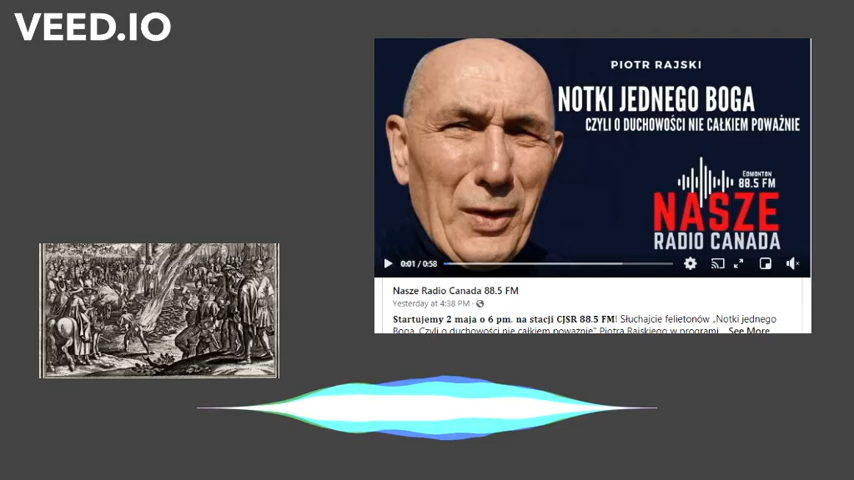 VEED.IO
PIOTR RAJSKI
NOTKI JEDNEGO BOGA
CZYLI O DUCHOWOŚCI NIE CAŁKIEM POWAŻNIE
EDMONTON
88.5 FM
NASZE
RADIO CANADA
0:01 / 0:58
Nasze Radio Canada 88.5 FM
Yesterday at 4:38 PM ·
Startujemy 2 maja o 6 pm. na stacji CJSR 88.5 FM! Słuchajcie felietonów „Notki jednego
Boga. Czyli o duchowości nie całkiem poważnie" Piotra Rajskiego w programi... See More